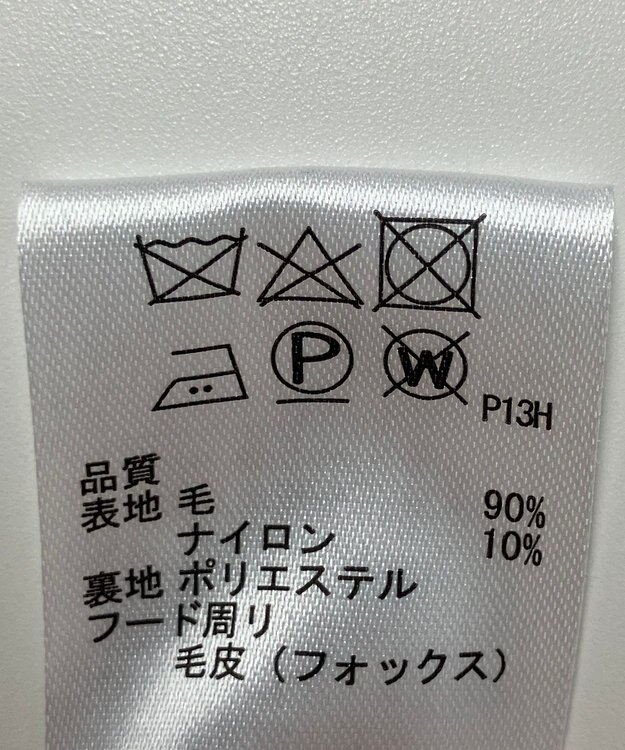 P
W
P13H
品質
表地 毛 90%
ナイロン 10%
裏地 ポリエステル
フード周り
毛皮（フォックス）